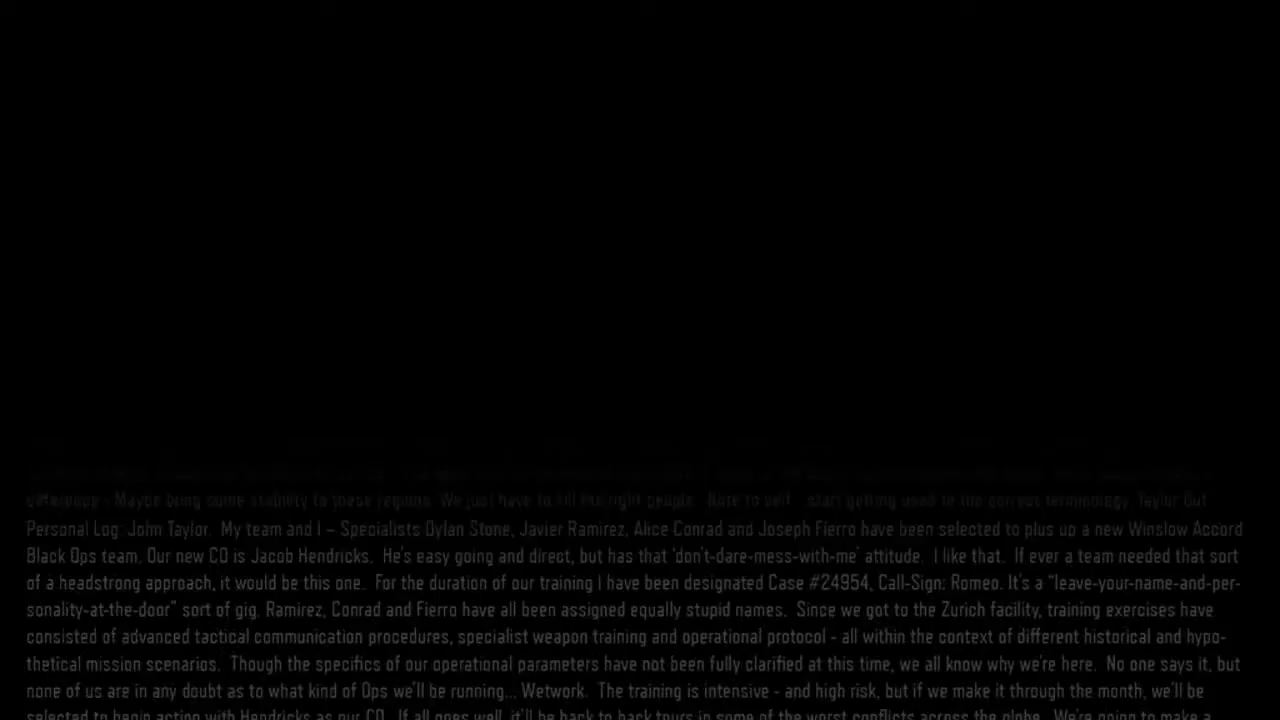 difference - Maybe bring some stability to these regions. We just have to kill the right people. Note to self - start getting used to the correct terminology. Taylor Out
Personal Log: John Taylor. My team and I – Specialists Dylan Stone, Javier Ramirez, Alice Conrad and Joseph Fierro have been selected to plus up a new Winslow Accord
Black Ops team. Our new CO is Jacob Hendricks. He's easy going and direct, but has that 'don't-dare-mess-with-me' attitude. I like that. If ever a team needed that sort
of a headstrong approach, it would be this one. For the duration of our training I have been designated Case #24954, Call-Sign: Romeo. It's a "leave-your-name-and-per-
sonality-at-the-door" sort of gig. Ramirez, Conrad and Fierro have all been assigned equally stupid names. Since we got to the Zurich facility, training exercises have
consisted of advanced tactical communication procedures, specialist weapon training and operational protocol - all within the context of different historical and hypo-
thetical mission scenarios. Though the specifics of our operational parameters have not been fully clarified at this time, we all know why we're here. No one says it, but
none of us are in any doubt as to what kind of Ops we'll be running... Wetwork. The training is intensive - and high risk, but if we make it through the month, we'll be
selected to begin action with Hendricks as our CO. If all goes well, it'll be back to back tours in some of the worst conflicts across the globe. We're going to make a